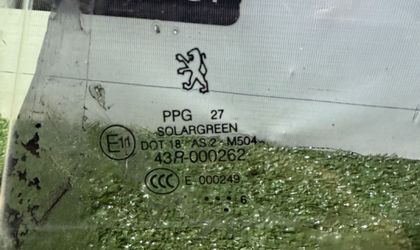 PPG 27
SOLARGREEN
E11 DOT 18 AS 2 M504
43R-000262
CCC E 000249
•••• 6